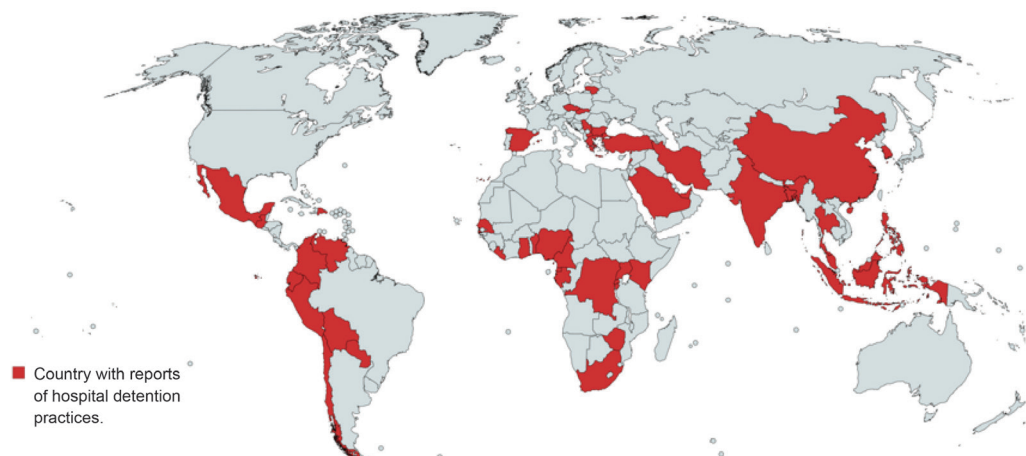 Country with reports
of hospital detention
practices.